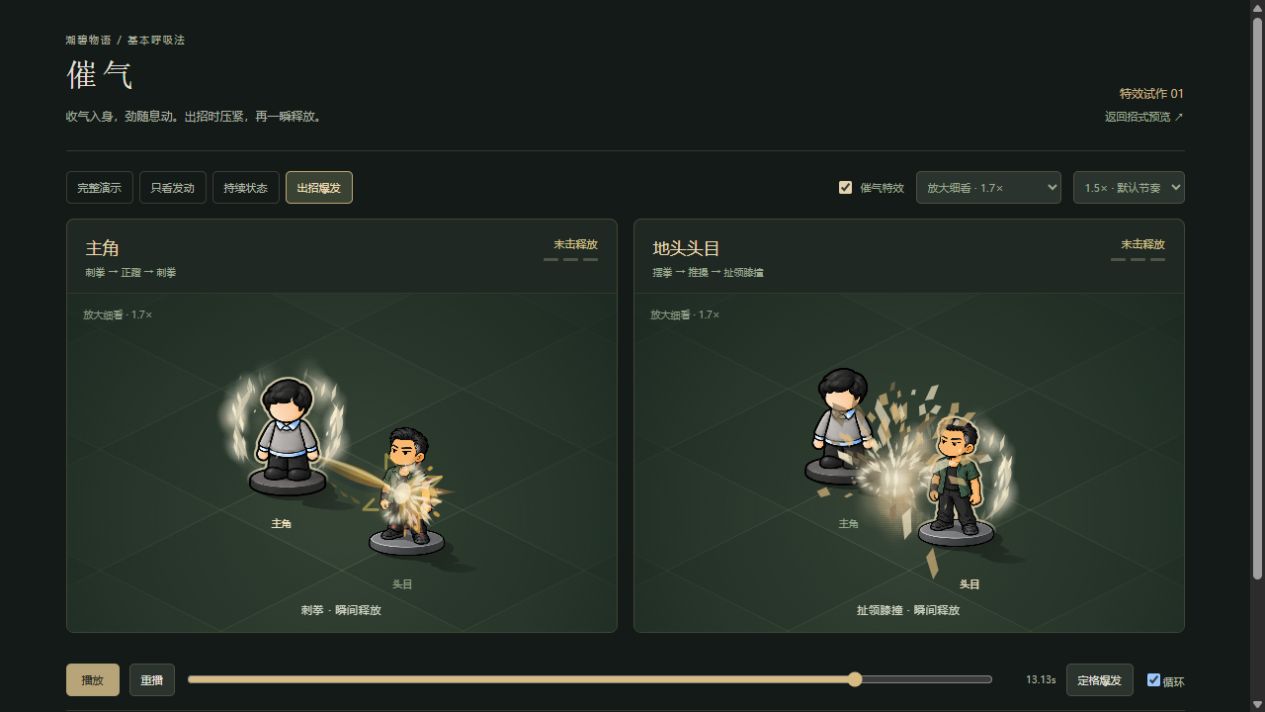 潮碧物语 / 基本呼吸法
催气
收气入身，劲随息动。出招时压紧，再一瞬释放。
特效试作 01
返回招式预览 ↗
完整演示
只看发动
持续状态
出招爆发
催气特效
放大细看 · 1.7×
1.5× · 默认节奏
主角
刺拳 → 正蹬 → 刺拳
末击释放
放大细看 · 1.7×
主角
头目
刺拳 · 瞬间释放
地头头目
摆拳 → 推搡 → 扯领膝撞
末击释放
放大细看 · 1.7×
主角
头目
扯领膝撞 · 瞬间释放
播放
重播
13.13s
定格爆发
循环